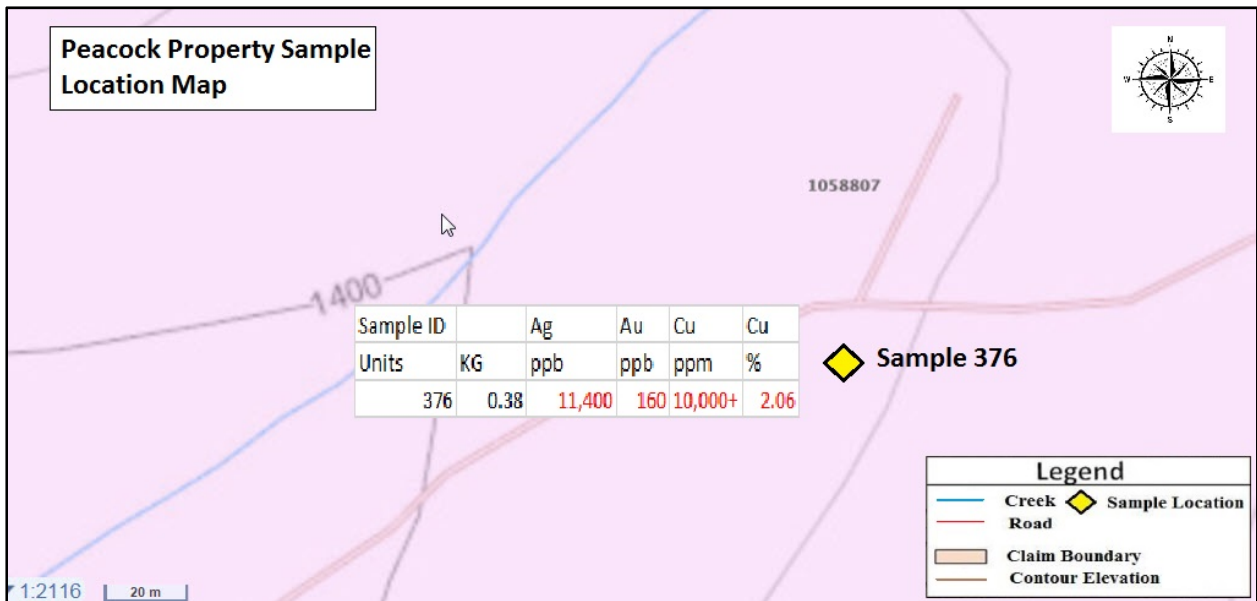 Peacock Property Sample
Location Map
N
W E
S
1058807
1400
Sample ID Ag Au Cu Cu
Units KG ppb ppb ppm %
376 0.38 11,400 160 10,000+ 2.06
Sample 376
Legend
Creek Sample Location
Road
Claim Boundary
Contour Elevation
1:2116 20 m